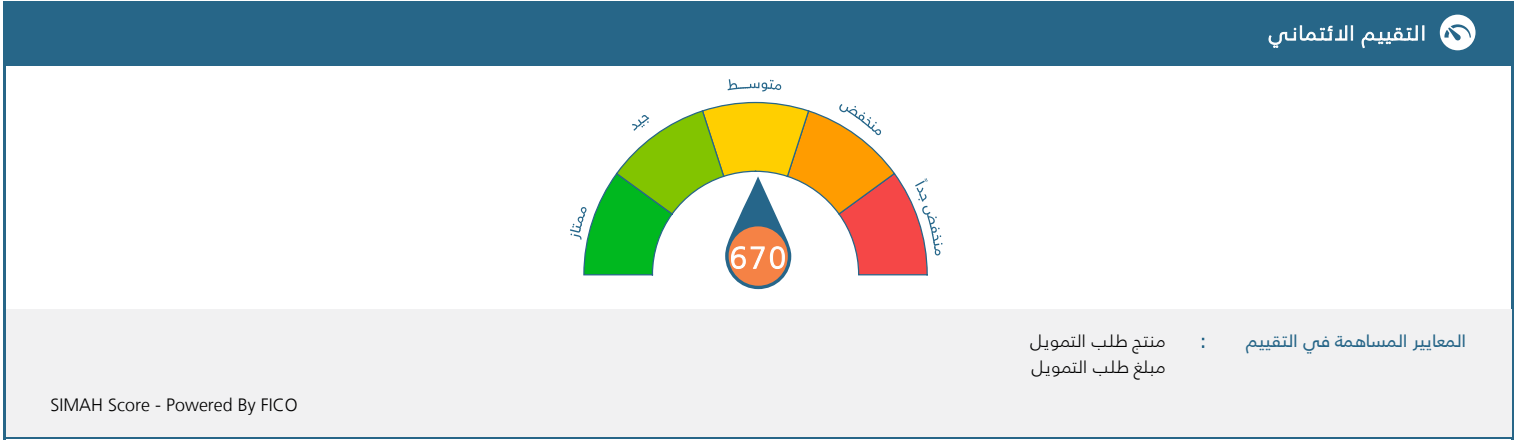 التقييم الائتماني
متوســط
جيد
منخفض
ممتاز
منخفض جداً
670
المعايير المساهمة في التقييم : منتج طلب التمويل
مبلغ طلب التمويل
SIMAH Score - Powered By FICO